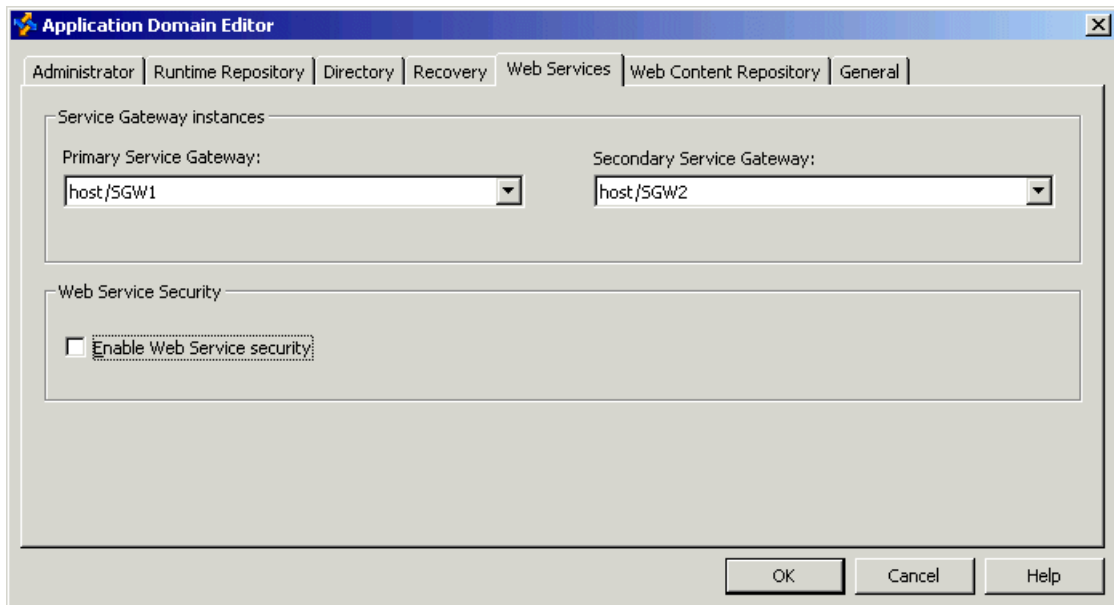 Application Domain Editor
Administrator Runtime Repository Directory Recovery Web Services Web Content Repository General
Service Gateway instances
Primary Service Gateway: Secondary Service Gateway:
host/SGW1 host/SGW2
Web Service Security
Enable Web Service security
OK Cancel Help